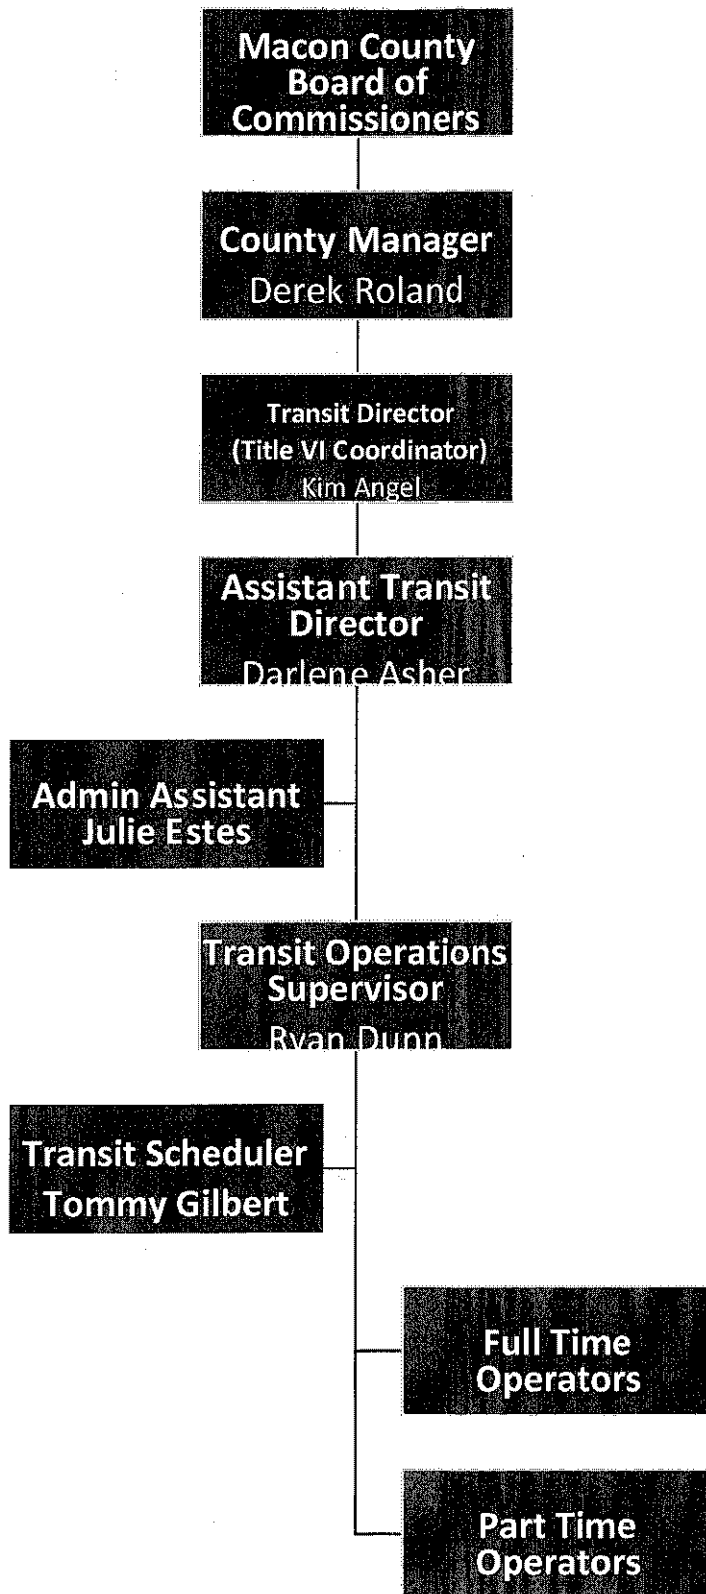 Macon County
Board of
Commissioners
County Manager
Derek Roland
Transit Director
(Title VI Coordinator)
Kim Angel
Assistant Transit
Director
Darlene Asher
Admin Assistant
Julie Estes
Transit Operations
Supervisor
Ryan Dunn
Transit Scheduler
Tommy Gilbert
Full Time
Operators
Part Time
Operators